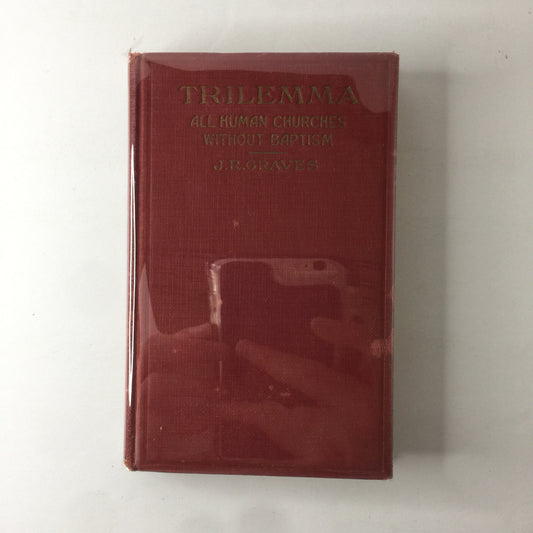 TRILEMMA
ALL HUMAN CHURCHES
WITHOUT BAPTISM
J.R. GRAVES